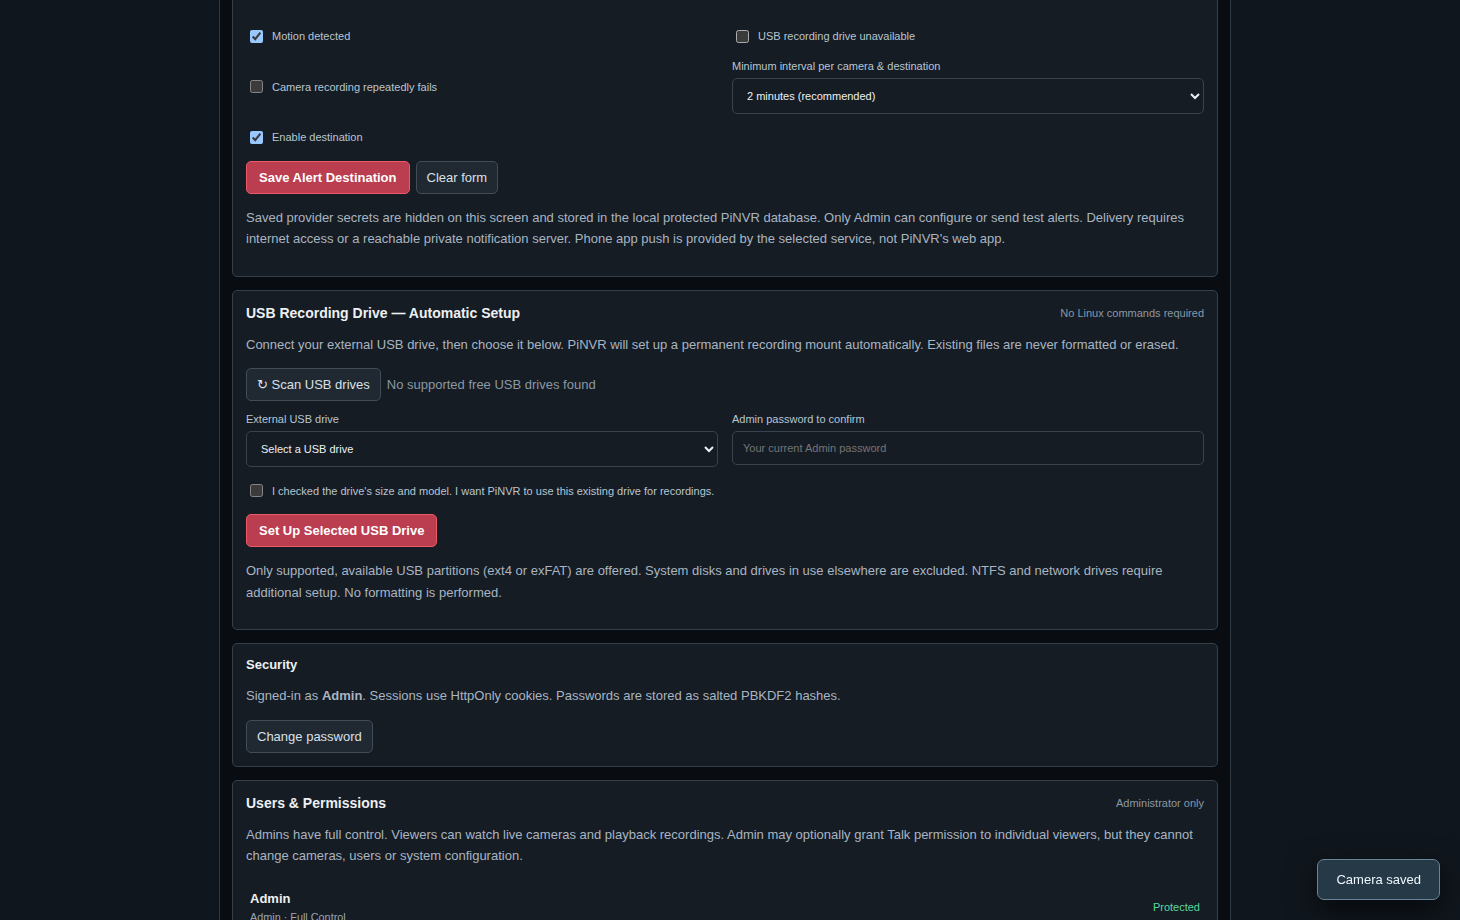 Motion detected
USB recording drive unavailable
Camera recording repeatedly fails
Minimum interval per camera & destination
2 minutes (recommended)
Enable destination
Save Alert Destination
Clear form
Saved provider secrets are hidden on this screen and stored in the local protected PiNVR database. Only Admin can configure or send test alerts. Delivery requires
internet access or a reachable private notification server. Phone app push is provided by the selected service, not PiNVR's web app.
USB Recording Drive — Automatic Setup
No Linux commands required
Connect your external USB drive, then choose it below. PiNVR will set up a permanent recording mount automatically. Existing files are never formatted or erased.
↻ Scan USB drives
No supported free USB drives found
External USB drive
Admin password to confirm
Select a USB drive
Your current Admin password
I checked the drive's size and model. I want PiNVR to use this existing drive for recordings.
Set Up Selected USB Drive
Only supported, available USB partitions (ext4 or exFAT) are offered. System disks and drives in use elsewhere are excluded. NTFS and network drives require
additional setup. No formatting is performed.
Security
Signed-in as Admin. Sessions use HttpOnly cookies. Passwords are stored as salted PBKDF2 hashes.
Change password
Users & Permissions
Administrator only
Admins have full control. Viewers can watch live cameras and playback recordings. Admin may optionally grant Talk permission to individual viewers, but they cannot
change cameras, users or system configuration.
Camera saved
Admin
Protected
Admin · Full Control